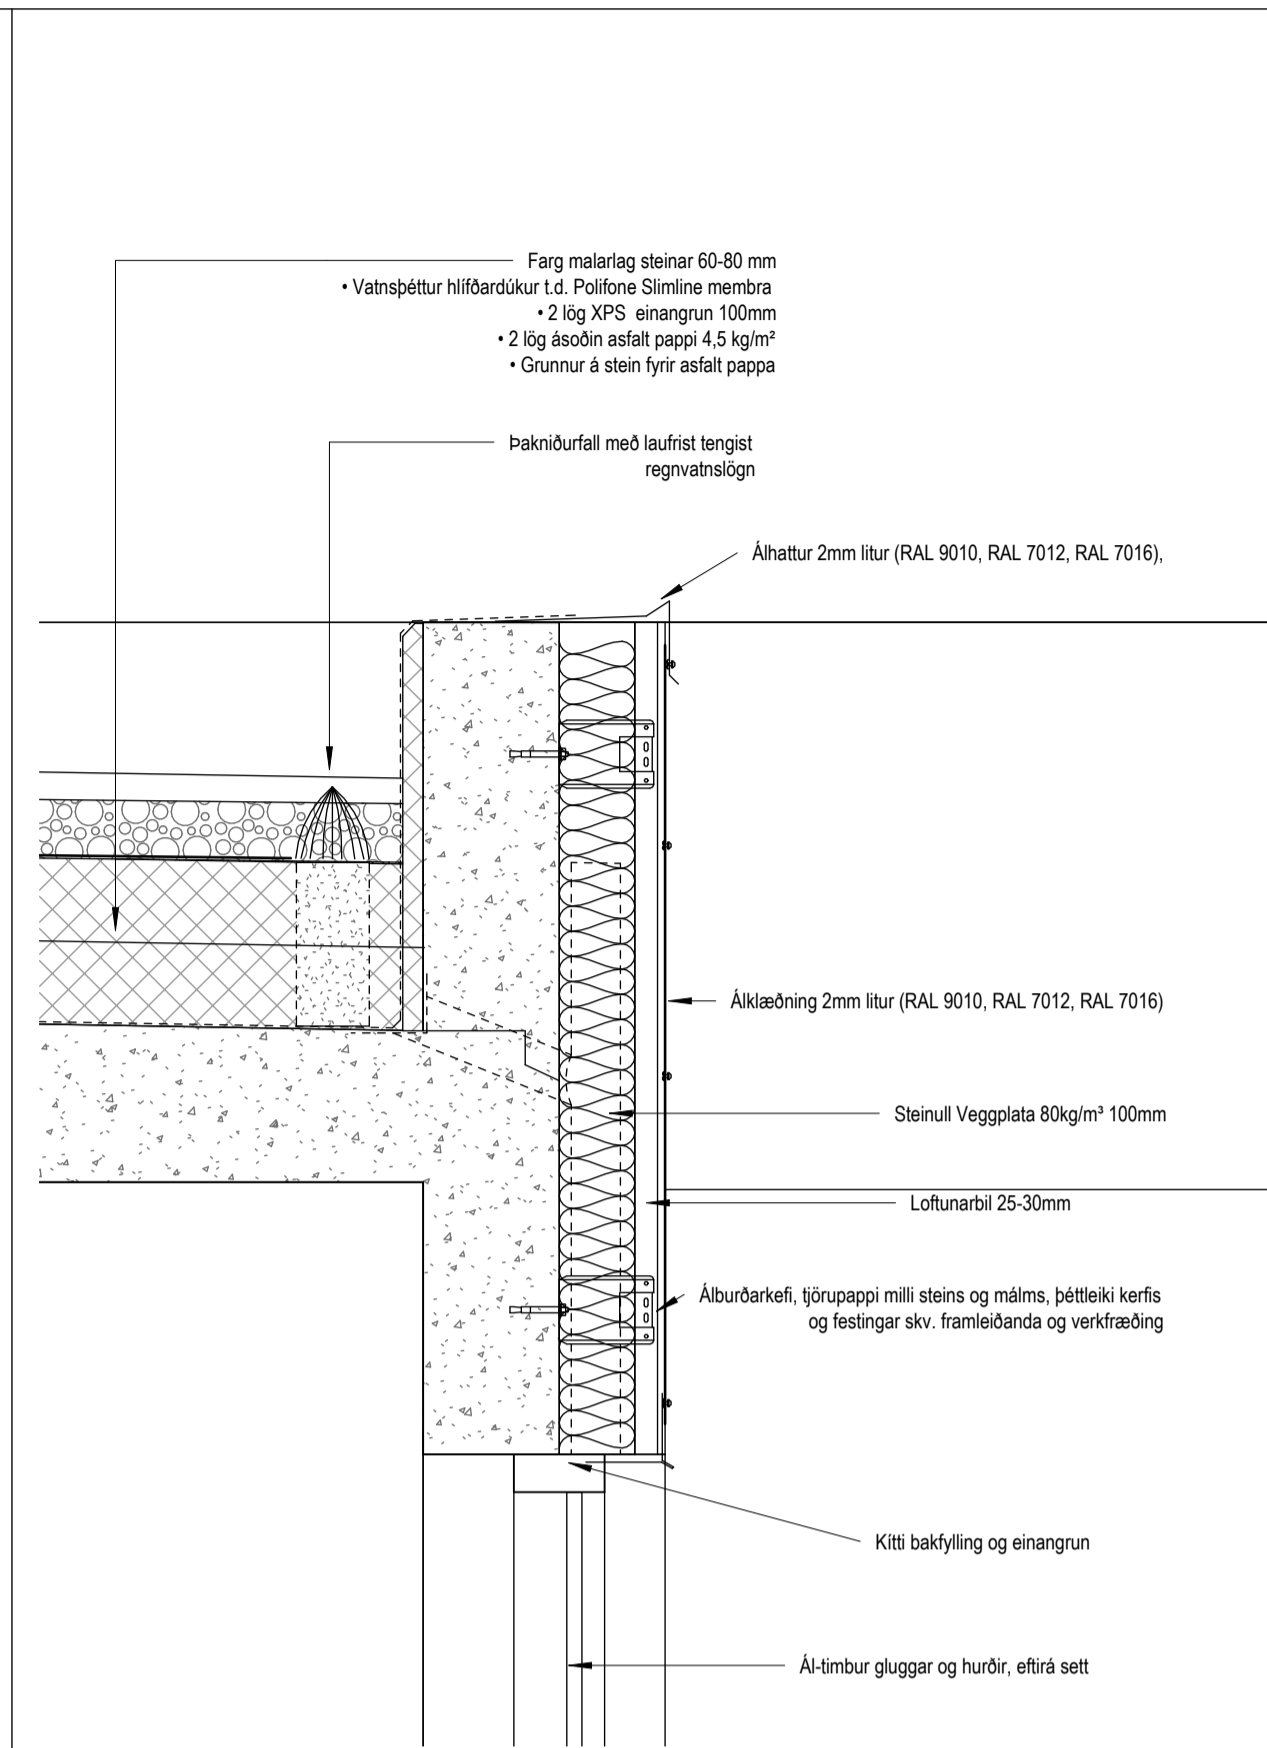 Farg malarlag steinar 60-80 mm
• Vatnsþéttur hlífðardúkur t.d. Polifone Slimline membra
• 2 lög XPS einangrun 100mm
• 2 lög ásoðin asfalt pappi 4,5 kg/m²
• Grunnur á stein fyrir asfalt pappa
Þakniðurfall með laufrist tengist
regnvatnslögn
Álhattur 2mm litur (RAL 9010, RAL 7012, RAL 7016),
Álklæðning 2mm litur (RAL 9010, RAL 7012, RAL 7016)
Steinull Veggplata 80kg/m³ 100mm
Loftunarbil 25-30mm
Álburðarkefi, tjörupappi milli steins og málms, þéttleiki kerfis
og festingar skv. framleiðanda og verkfræðing
Kítti bakfylling og einangrun
Ál-timbur gluggar og hurðir, eftirá sett